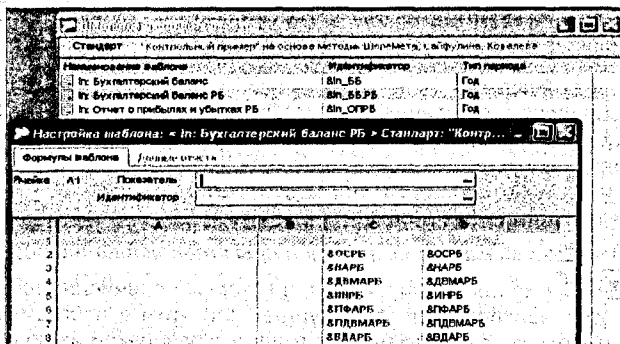 Стандарт "Контрольный пример" на основе методик Шеремета, Сайфулина, Ковалева
Наименование шаблона Идентификатор Тип периода
In: Бухгалтерский баланс &In_ББ Год
In: Бухгалтерский баланс РБ &In_ББ.РБ Год
In: Отчет о прибылях и убытках РБ &In_ОПРБ Год
Настройка шаблона: < In: Бухгалтерский баланс РБ > Стандарт: "Контр...
Формулы шаблона Данные отчета
Ячейка A1 Показатель
Идентификатор
A B C D
1
2 &ОСРБ &ОСРБ
3 &НАРБ &НАРБ
4 &ДВМАРБ &ДВМАРБ
5 &ИНРБ &ИНРБ
6 &ПФАРБ &ПФАРБ
7 &ПДВМАРБ &ПДВМАРБ
8 &ВДАРБ &ВДАРБ